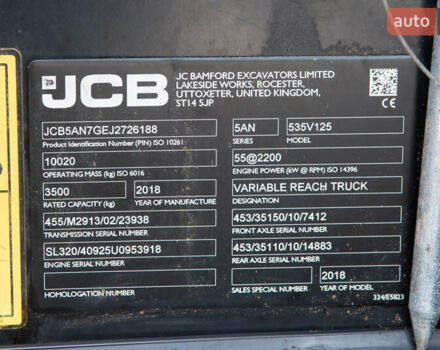 auto
JCB
JC BAMFORD EXCAVATORS LIMITED
LAKESIDE WORKS, ROCESTER,
UTTOXETER, UNITED KINGDOM,
ST14 5JP
JCB5AN7GEJ2726188
5AN 535V125
Product Identification Number (PIN) ISO 10261
SERIES MODEL
10020
55@2200
OPERATING MASS (kg) ISO 6016
ENGINE POWER (kW @ RPM) ISO 14396
3500 2018
VARIABLE REACH TRUCK
RATED CAPACITY (kg) YEAR OF MANUFACTURE
DESIGNATION
455/M2913/02/23938
453/35150/10/7412
TRANSMISSION SERIAL NUMBER
FRONT AXLE SERIAL NUMBER
SL320/40925U0953918
453/35110/10/14883
ENGINE SERIAL NUMBER
REAR AXLE SERIAL NUMBER
2018
HOMOLOGATION NUMBER
SALES SPECIAL NUMBER YEAR OF MODEL
334/E5823